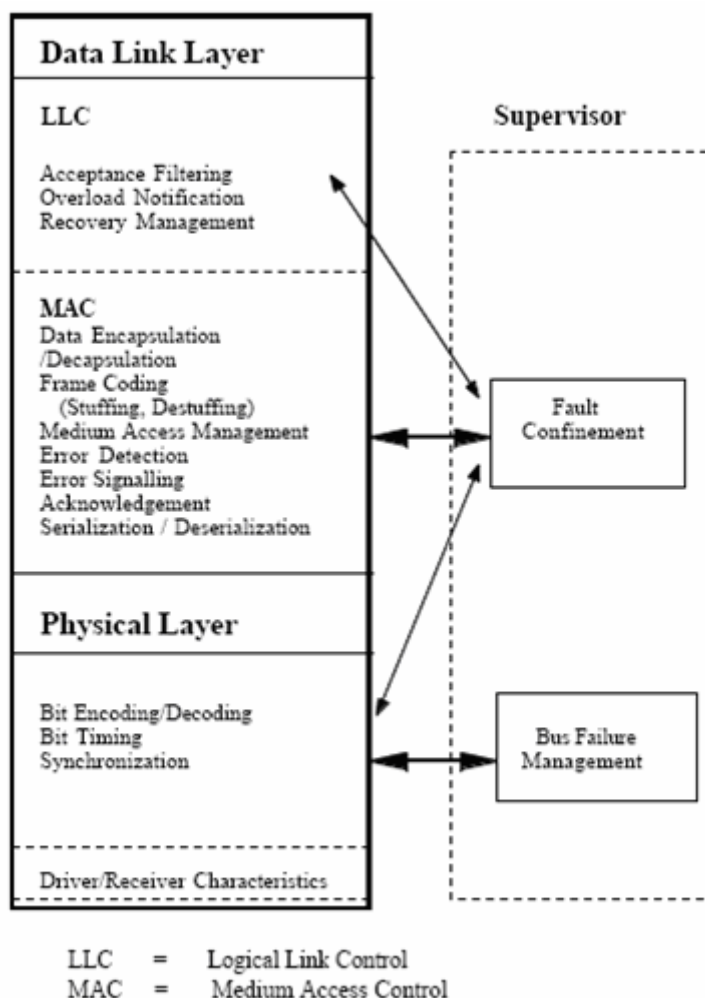 Data Link Layer
LLC
Acceptance Filtering
Overload Notification
Recovery Management
MAC
Data Encapsulation
/Decapsulation
Frame Coding
(Stuffing, Destuffing)
Medium Access Management
Error Detection
Error Signalling
Acknowledgement
Serialization / Deserialization
Physical Layer
Bit Encoding/Decoding
Bit Timing
Synchronization
Driver/Receiver Characteristics
Supervisor
Fault
Confinement
Bus Failure
Management
LLC = Logical Link Control
MAC = Medium Access Control